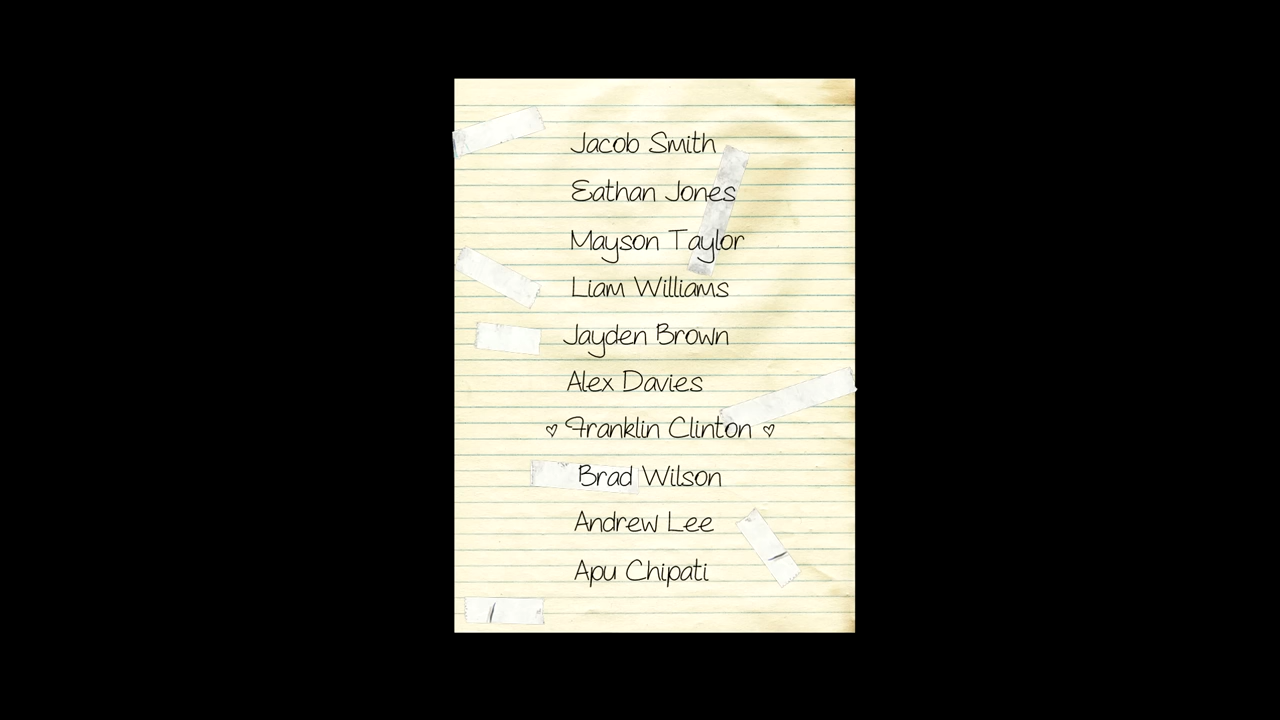 Jacob Smith
Eathan Jones
Mayson Taylor
Liam Williams
Jayden Brown
Alex Davies
♡ Franklin Clinton ♡
Brad Wilson
Andrew Lee
Apu Chipati